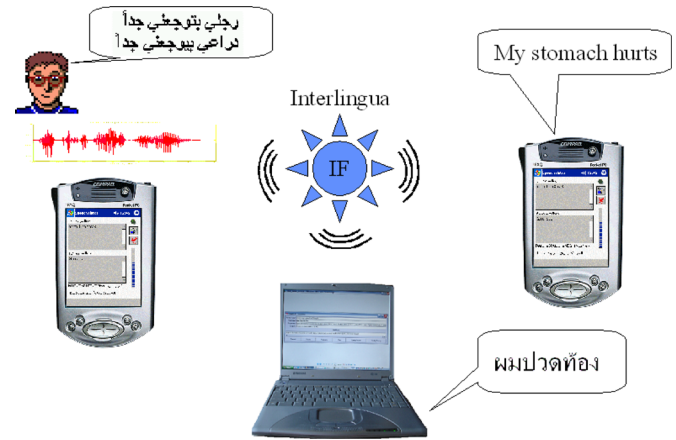 رجلي بتوجعني جداً
دراعي بيوجعني جداً
My stomach hurts
Interlingua
IF
ผมปวดท้อง